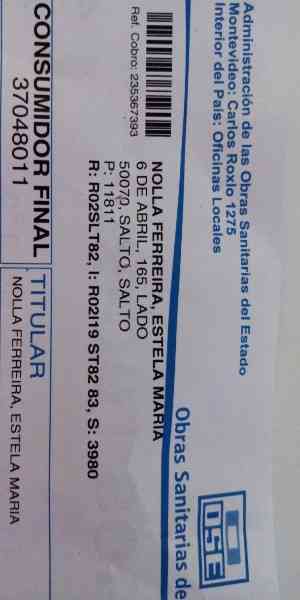 Administración de las Obras Sanitarias del Estado
Montevideo: Carlos Roxlo 1275
Interior del País: Oficinas Locales
OSE
Obras Sanitarias de
Ref. Cobro: 235367393
NOLLA FERREIRA, ESTELA MARIA
6 DE ABRIL, 165, LADO
50070, SALTO, SALTO
P: 11811
R: R02SLT82, I: R02I19 ST82 83, S: 3980
CONSUMIDOR FINAL
37048011
TITULAR
NOLLA FERREIRA, ESTELA MARIA